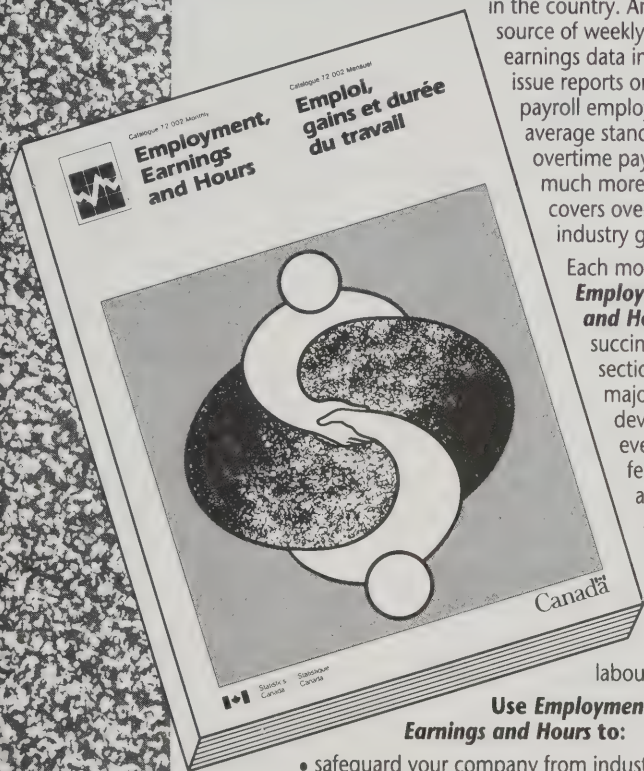 in the country. An
source of weekly
earnings data in
issue reports on
payroll employ
average stand
overtime pay
much more
covers over
industry g
Each mo
Employ
and Ho
succin
sectio
majo
dev
eve
fe
a
labou
Use Employmen
Earnings and Hours to:
• safeguard your company from indust
Catalogue 72 002 Monthly
Employment,
Earnings
and Hours
Catalogue 72 002 Mensuel
Emploi,
gains et durée
du travail
Canada
Statistics
Canada
Statistique
Canada